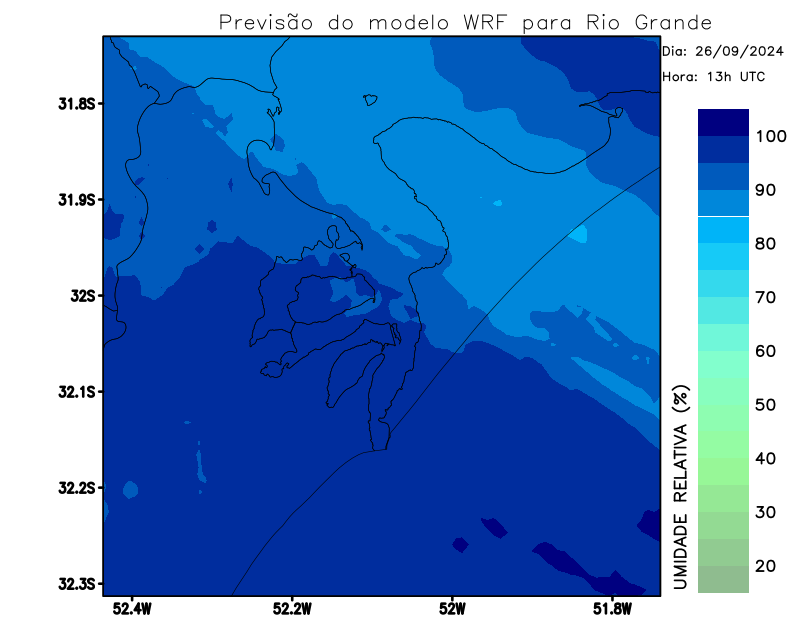 Previsão do modelo WRF para Rio Grande
Dia: 26/09/2024
Hora: 13h UTC
31.8S
31.9S
32S
32.1S
32.2S
32.3S
52.4W
52.2W
52W
51.8W
100
90
80
70
60
50
40
30
20
UMIDADE RELATIVA (%)